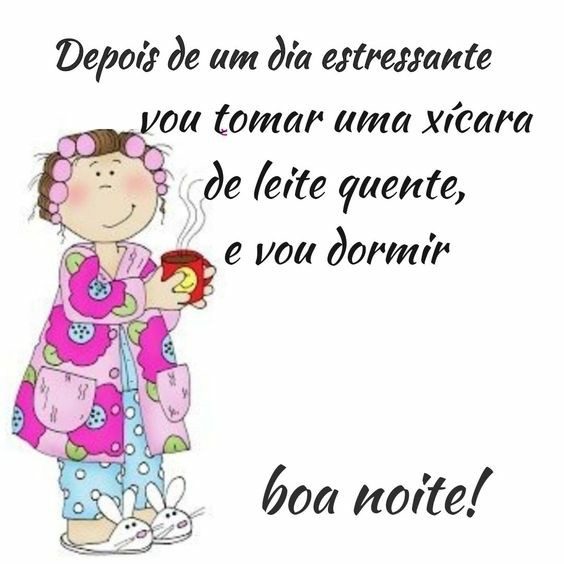 Depois de um dia estressante
vou tomar uma xícara
de leite quente,
e vou dormir
boa noite!